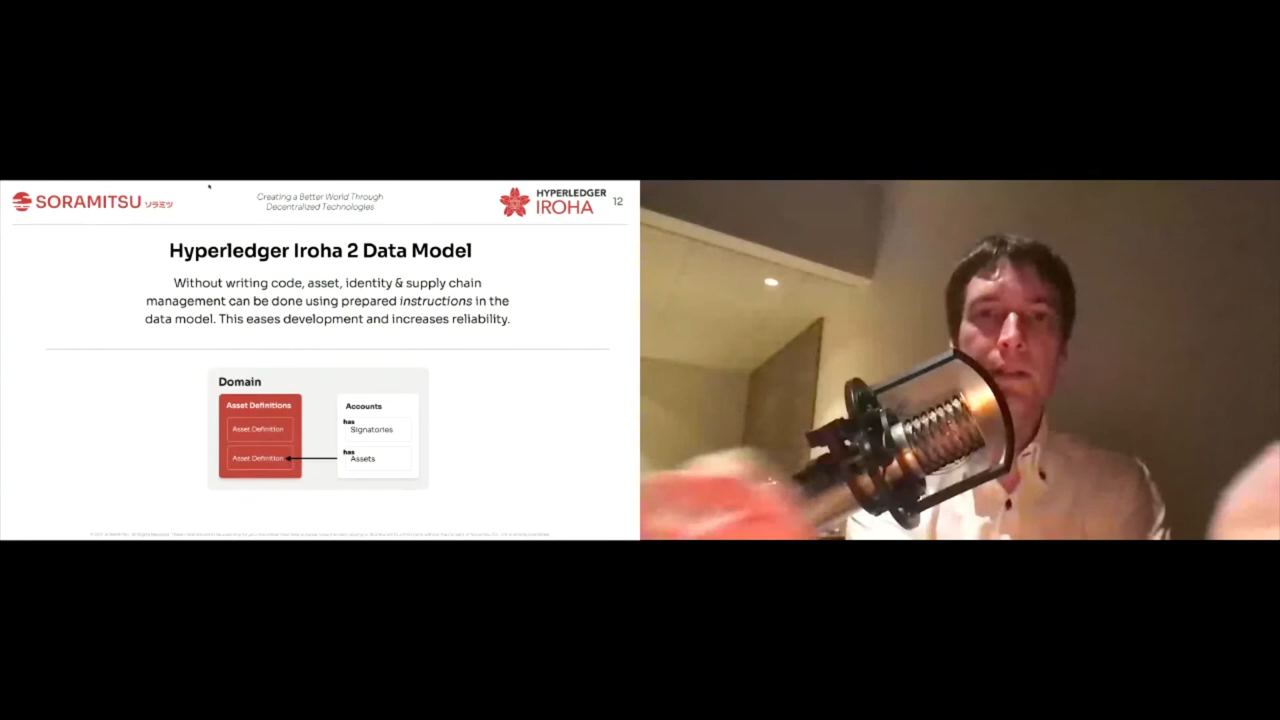 SORAMITSU ソラミツ
Creating a Better World Through
Decentralized Technologies
HYPERLEDGER
IROHA
12
Hyperledger Iroha 2 Data Model
Without writing code, asset, identity & supply chain
management can be done using prepared instructions in the
data model. This eases development and increases reliability.
Domain
Asset Definitions
Asset Definition
Asset Definition
Accounts
has
Signatories
has
Assets